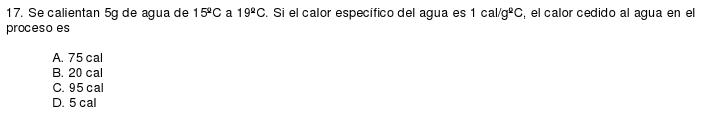 17. Se calientan 5g de agua de 15ºC a 19ºC. Si el calor específico del agua es 1 cal/gºC, el calor cedido al agua en el
proceso es
A. 75 cal
B. 20 cal
C. 95 cal
D. 5 cal